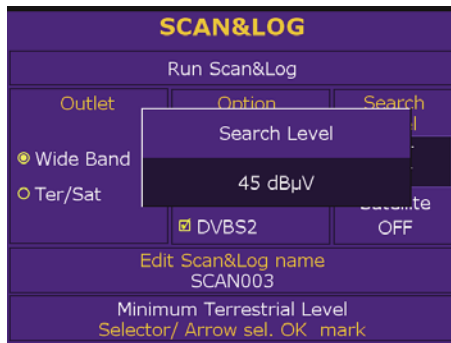 SCAN&LOG
Run Scan&Log
Outlet
Option
Search
Search Level
45 dBµV
Wide Band
Ter/Sat
DVBS2
OFF
Edit Scan&Log name
SCAN003
Minimum Terrestrial Level
Selector/ Arrow sel. OK mark